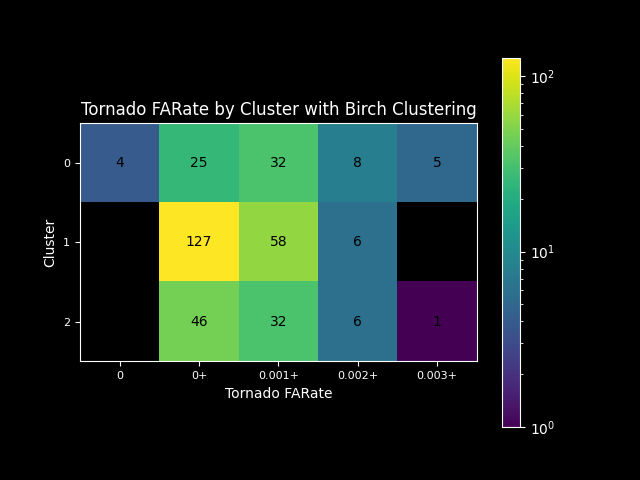 Tornado FARate by Cluster with Birch Clustering
10²
0 4 25 32 8 5
Cluster
1 127 58 6
10¹
2 46 32 6 1
0 0+ 0.001+ 0.002+ 0.003+
Tornado FARate
10⁰